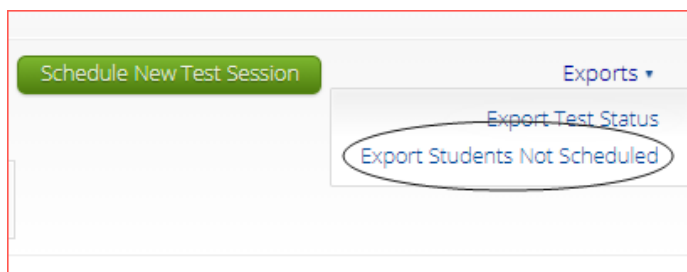 Schedule New Test Session
Exports
Export Test Status
Export Students Not Scheduled